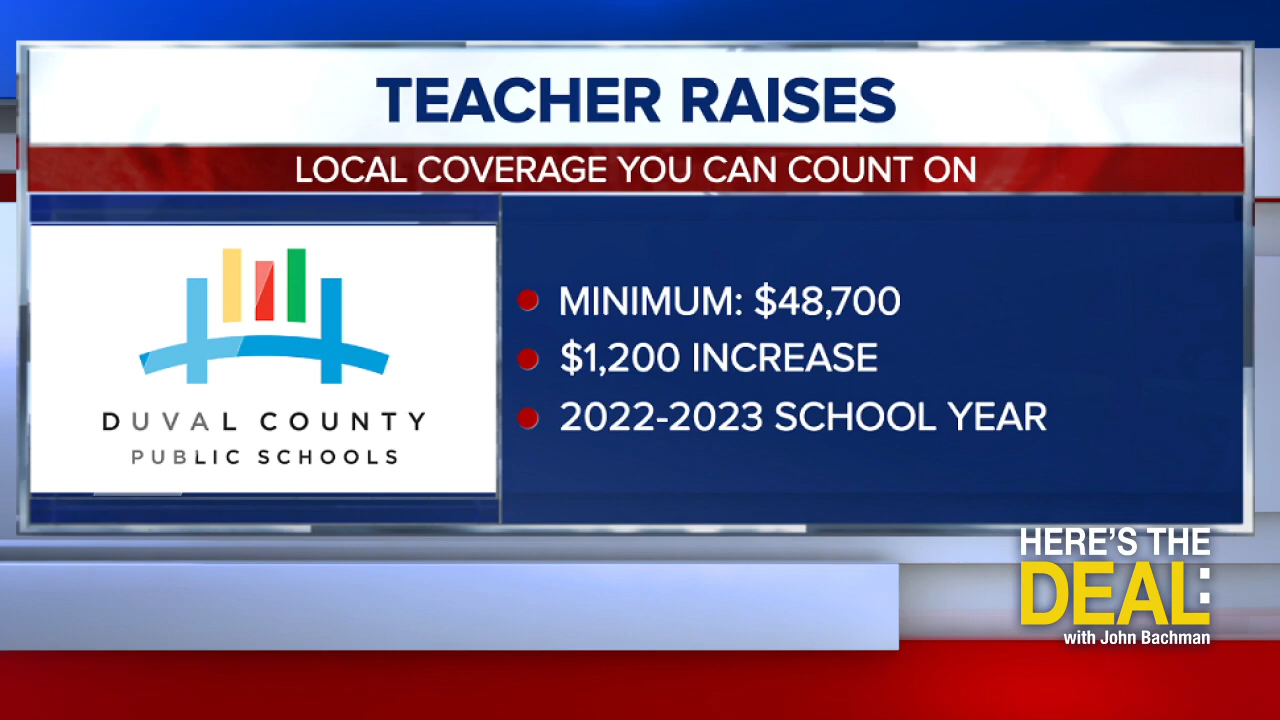 TEACHER RAISES
LOCAL COVERAGE YOU CAN COUNT ON
DUVAL COUNTY
PUBLIC SCHOOLS
MINIMUM: $48,700
$1,200 INCREASE
2022-2023 SCHOOL YEAR
HERE'S THE
DEAL:
with John Bachman